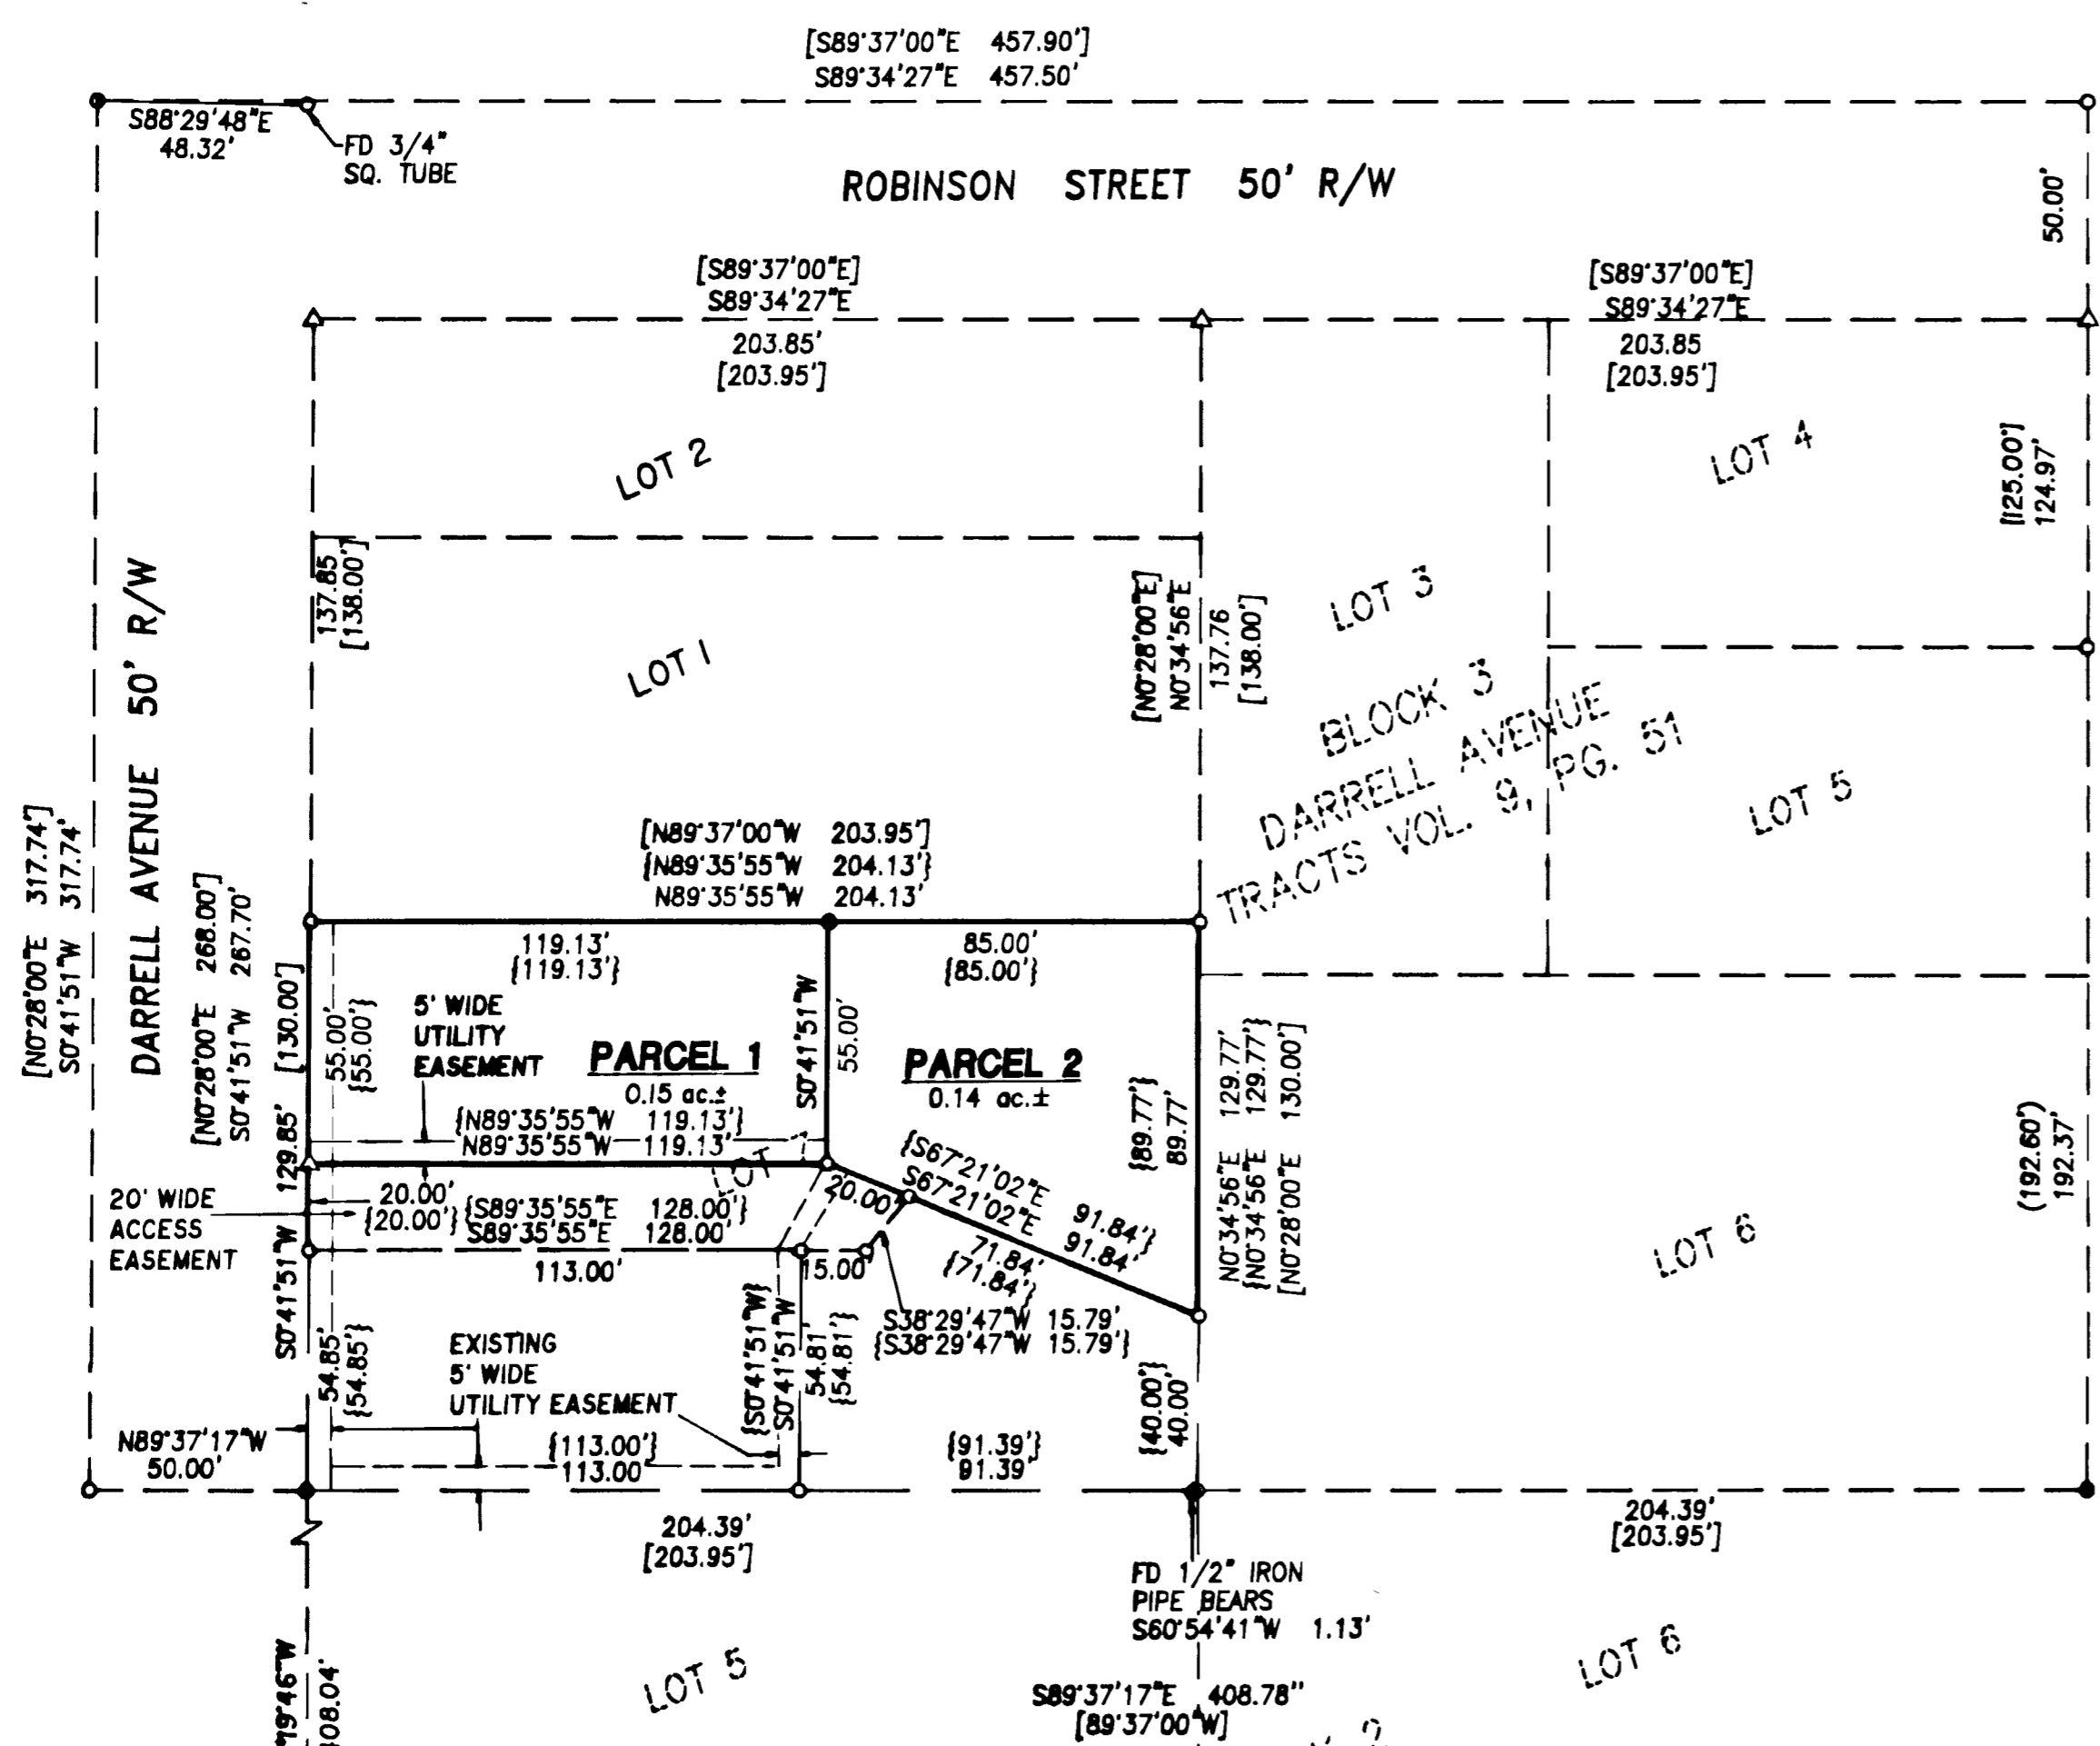 [S89°37'00"E 457.90']
S89°34'27"E 457.50'
S88°29'48"E
48.32'
FD 3/4"
SQ. TUBE
ROBINSON STREET 50' R/W
50.00'
[S89°37'00"E]
S89°34'27"E
203.85'
[203.95']
[S89°37'00"E]
S89°34'27"E
203.85
[203.95']
LOT 2
LOT 4
[125.00']
124.97'
137.85
[138.00']
LOT 1
[N0°28'00"E]
N0°34'56"E
137.76
[138.00']
LOT 3
BLOCK 3
DARRELL AVENUE
TRACTS VOL. 9, PG. 51
LOT 5
DARRELL AVENUE 50' R/W
[N0°28'00"E 317.74']
S0°41'51"W 317.74'
[N0°28'00"E 268.00']
S0°41'51"W 267.70'
[N89°37'00"W 203.95']
{N89°35'55"W 204.13'}
N89°35'55"W 204.13'
119.13'
{119.13'}
85.00'
{85.00'}
[130.00']
55.00'
{55.00'}
5' WIDE
UTILITY
EASEMENT
PARCEL 1
0.15 ac.±
S0°41'51"W
55.00'
PARCEL 2
0.14 ac.±
{89.77'}
89.77'
N0°34'56"E 129.77'
{N0°34'56"E 129.77'}
[N0°28'00"E 130.00']
{N89°35'55"W 119.13'}
N89°35'55"W 119.13'
LOT
{S67°21'02"E 91.84'}
S67°21'02"E 91.84'
20.00'
71.84'
{71.84'}
S0°41'51"W 129.85'
20' WIDE
ACCESS
EASEMENT
20.00'
{20.00'}
{S89°35'55"E 128.00'}
S89°35'55"E 128.00'
113.00'
15.00'
S38°29'47"W 15.79'
{S38°29'47"W 15.79'}
(192.60')
192.37'
LOT 6
54.85'
{54.85'}
EXISTING
5' WIDE
UTILITY EASEMENT
{S0°41'51"W}
S0°41'51"W
54.81'
{54.81'}
{40.00'}
40.00'
N89°37'17"W
50.00'
{113.00'}
113.00'
{91.39'}
91.39'
204.39'
[203.95']
204.39'
[203.95']
FD 1/2" IRON
PIPE BEARS
S60°54'41"W 1.13'
LOT 5
LOT 6
S89°37'17"E 408.78"
[89°37'00"W]